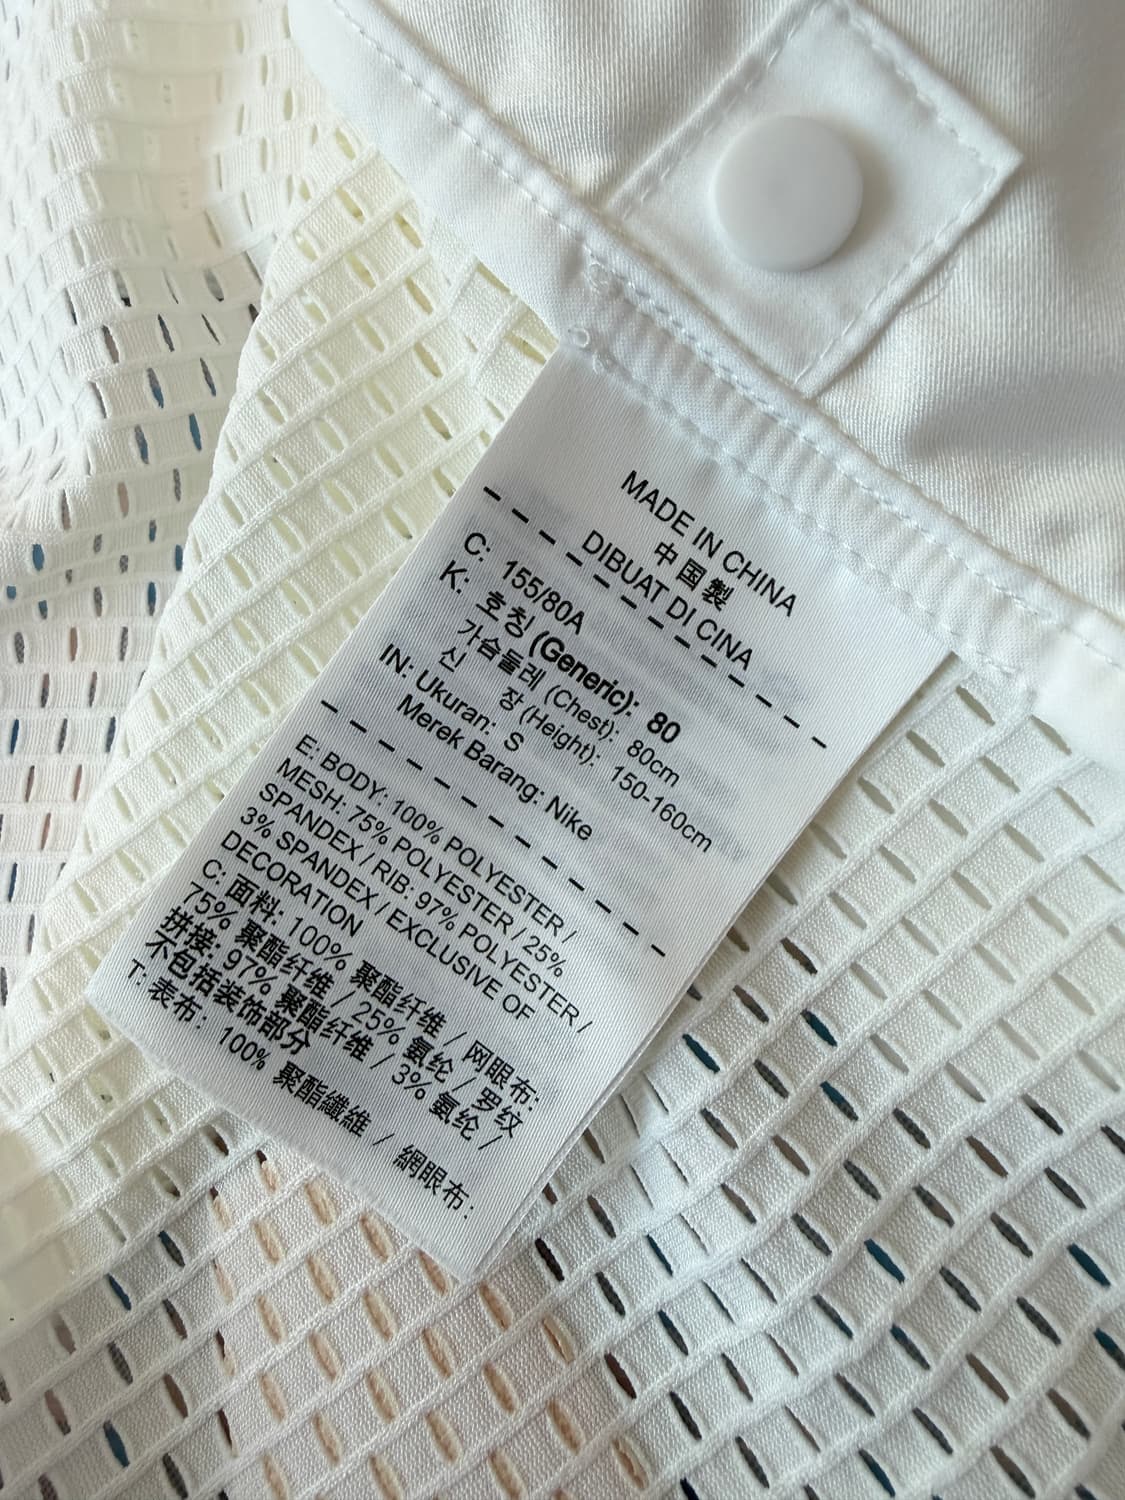 MADE IN CHINA
中国製
DIBUAT DI CINA
C: 155/80A
K: 호칭 (Generic): 80
가슴둘레 (Chest): 80cm
신 장 (Height): 150-160cm
IN: Ukuran: S
Merek Barang: Nike
E: BODY: 100% POLYESTER /
MESH: 75% POLYESTER / 25%
SPANDEX / RIB: 97% POLYESTER /
3% SPANDEX / EXCLUSIVE OF
DECORATION
C: 面料: 100% 聚酯纤维 / 网眼布:
75% 聚酯纤维 / 25% 氨纶 / 罗纹
拼接: 97% 聚酯纤维 / 3% 氨纶 /
不包括装饰部分
T: 表布: 100% 聚酯纖維 / 網眼布: